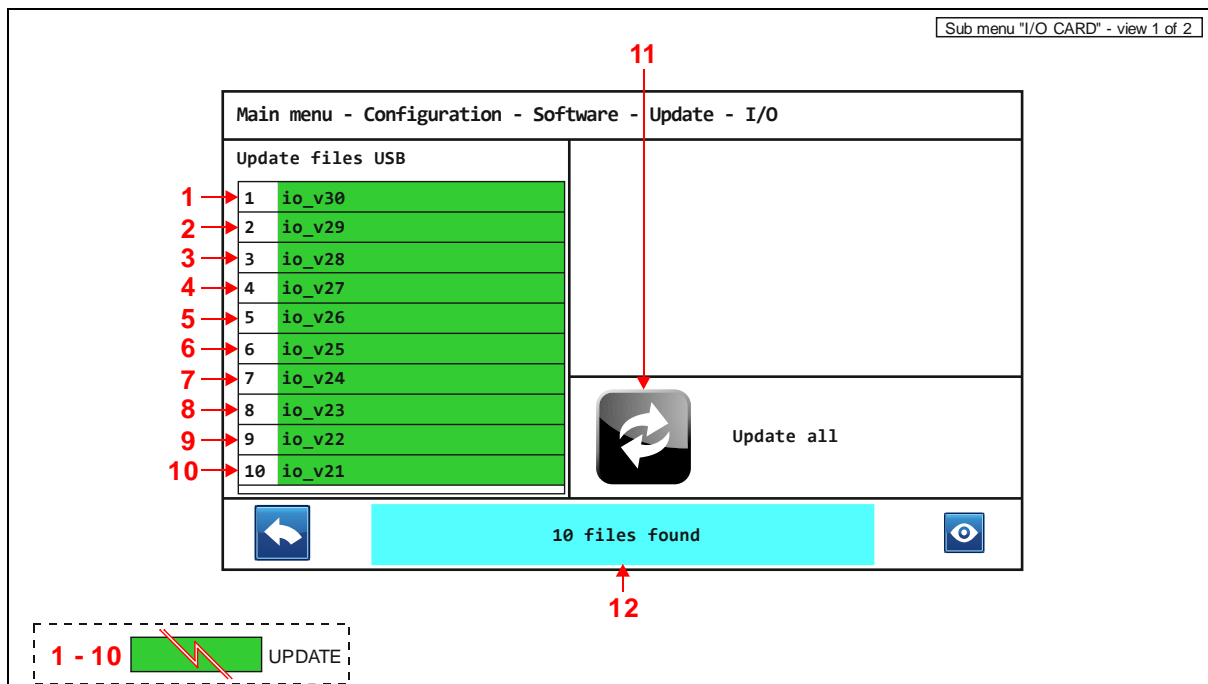 Sub menu "I/O CARD" - view 1 of 2
11
Main menu - Configuration - Software - Update - I/O
Update files USB
1 1 io_v30
2 2 io_v29
3 3 io_v28
4 4 io_v27
5 5 io_v26
6 6 io_v25
7 7 io_v24
8 8 io_v23
9 9 io_v22
10 10 io_v21
Update all
10 files found
12
1 - 10 UPDATE